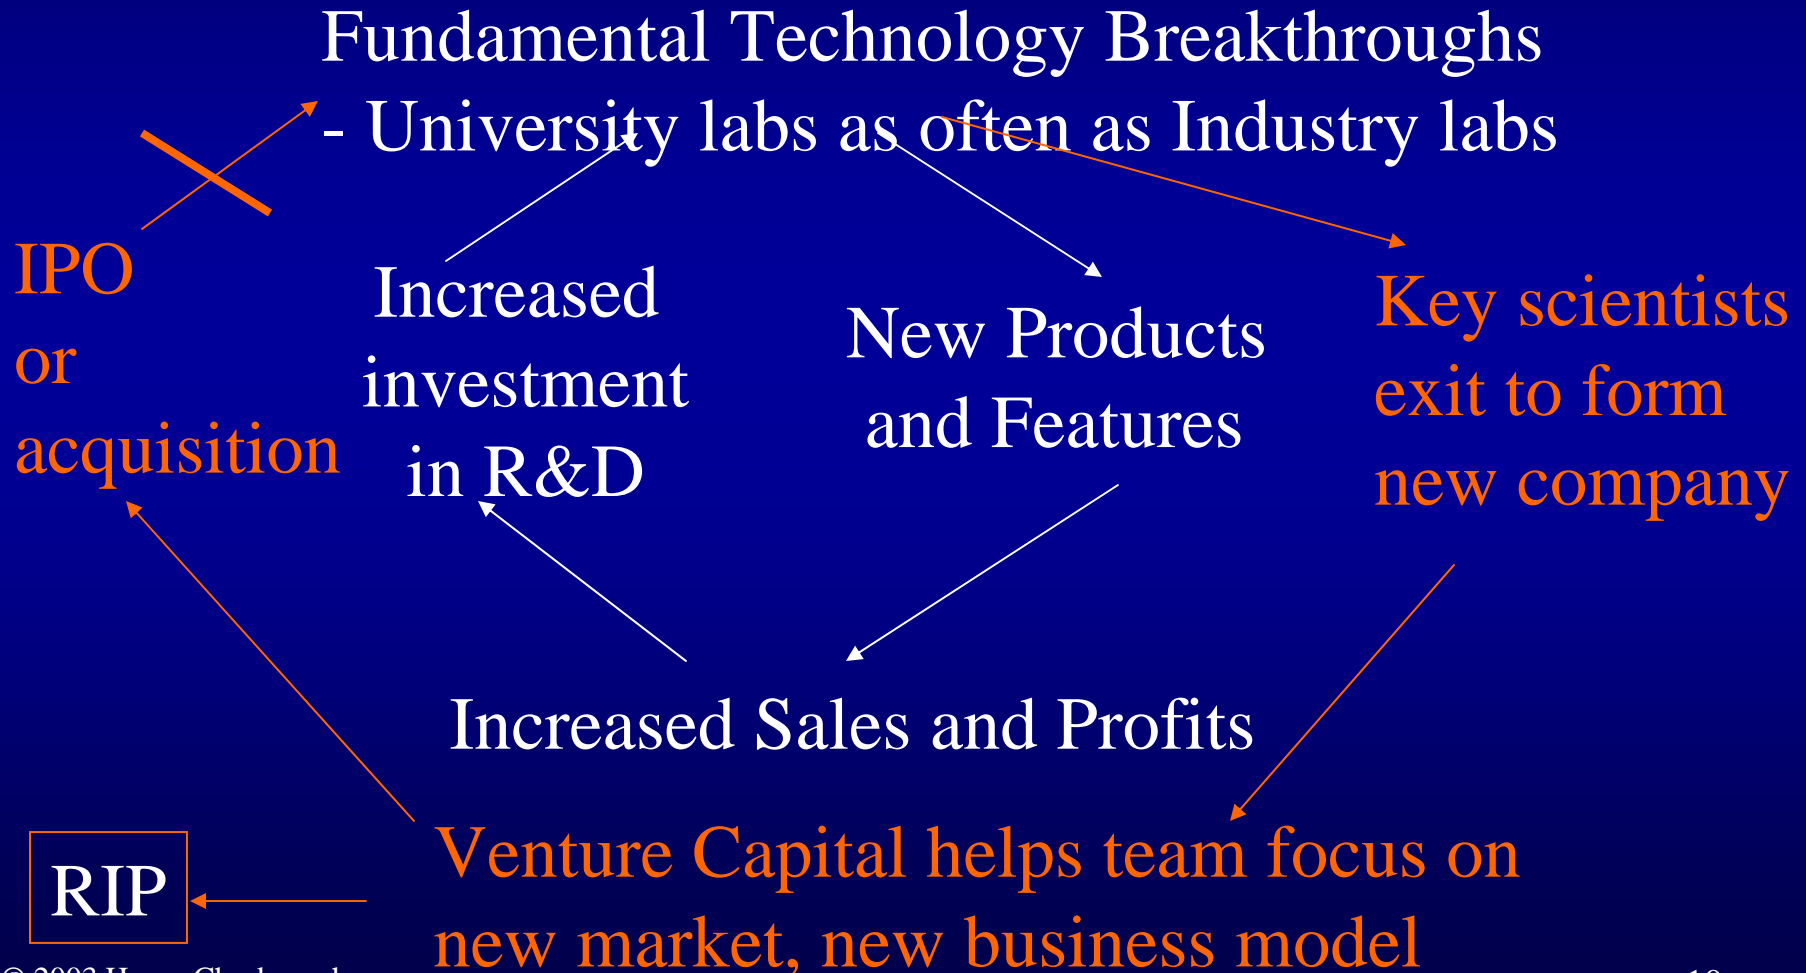 Fundamental Technology Breakthroughs
- University labs as often as Industry labs
IPO
or
acquisition
Increased
investment
in R&D
New Products
and Features
Key scientists
exit to form
new company
Increased Sales and Profits
RIP
Venture Capital helps team focus on
new market, new business model
© 2003